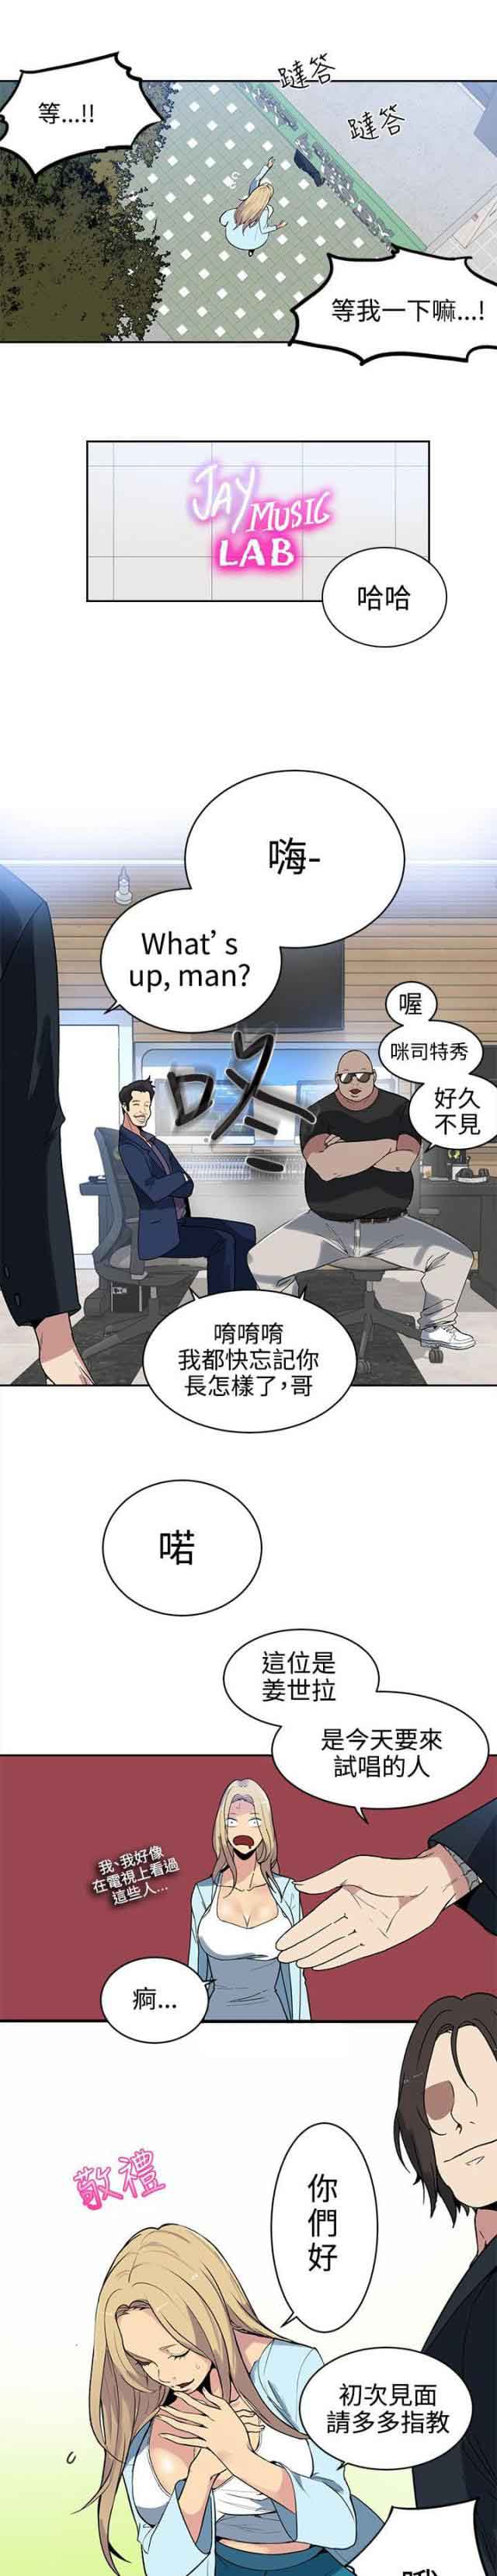 躂答
等...!!
躂答
等我一下嘛...!
JAY
MUSIC
LAB
哈哈
嗨-
What's
up, man?
喔
咪司特秀
好久
不見
唷唷唷
我都快忘記你
長怎樣了,哥
喏
這位是
姜世拉
是今天要來
試唱的人
我、我好像
在電視上看過
這些人...
痾...
敬禮
你們好
初次見面
請多多指教